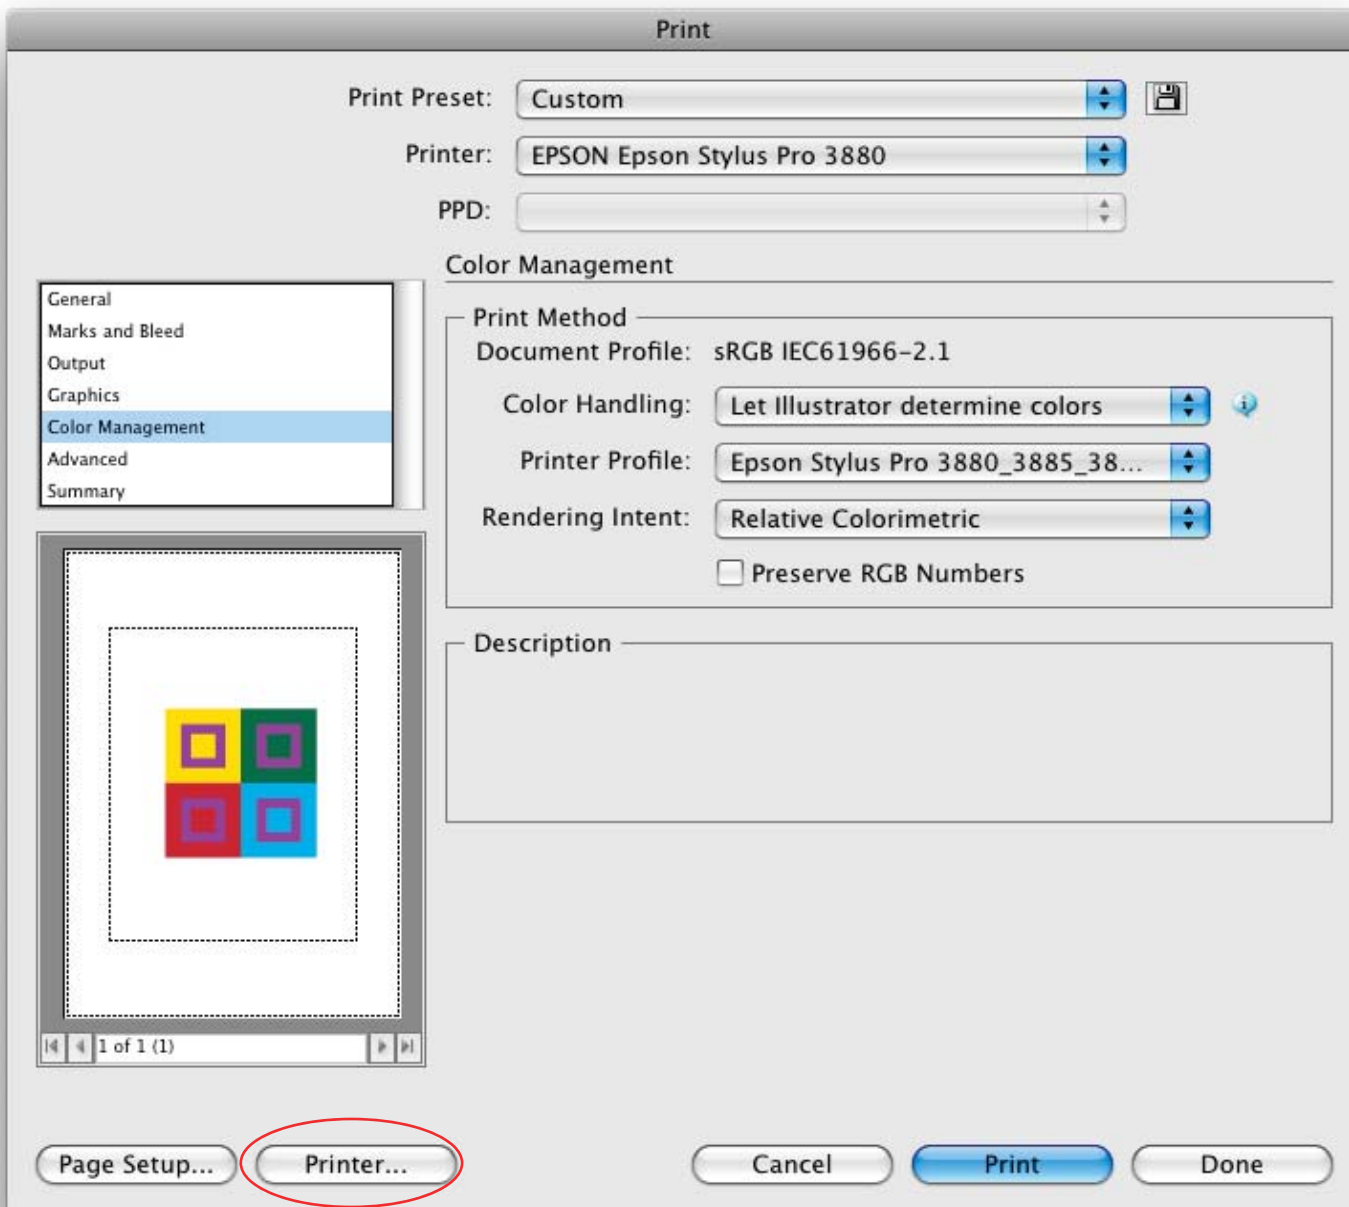 Print
Print Preset: Custom
Printer: EPSON Epson Stylus Pro 3880
PPD:
General
Marks and Bleed
Output
Graphics
Color Management
Advanced
Summary
Color Management
Print Method
Document Profile: sRGB IEC61966-2.1
Color Handling: Let Illustrator determine colors
Printer Profile: Epson Stylus Pro 3880_3885_38...
Rendering Intent: Relative Colorimetric
Preserve RGB Numbers
Description
1 of 1 (1)
Page Setup... Printer... Cancel Print Done